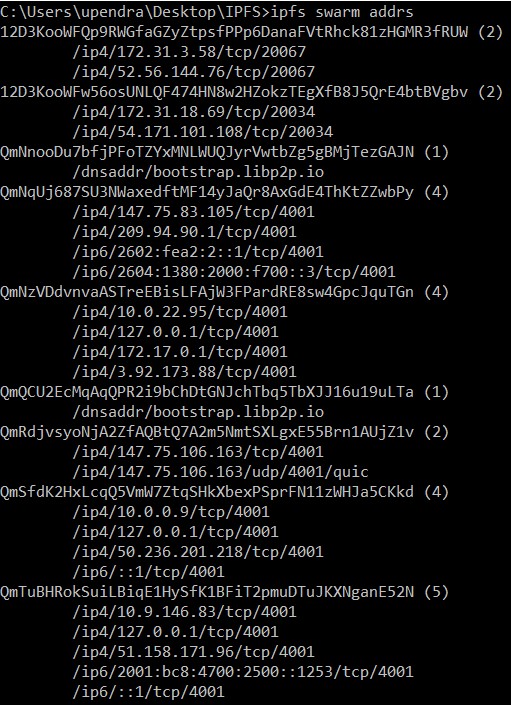 C:\Users\upendra\Desktop\IPFS>ipfs swarm addrs
12D3KooWFQp9RWGfaGZyZtpsfPPp6DanaFVtRhck81zHGMR3fRUW (2)
/ip4/172.31.3.58/tcp/20067
/ip4/52.56.144.76/tcp/20067
12D3KooWFw56osUNLQF474HN8w2HZokzTEgXfB8J5QrE4btBVgbv (2)
/ip4/172.31.18.69/tcp/20034
/ip4/54.171.101.108/tcp/20034
QmNnooDu7bfjPFoTZYxMNLWUQJyrVwtbZg5gBMjTezGAJN (1)
/dnsaddr/bootstrap.libp2p.io
QmNqUj687SU3NWaxedftMF14yJaQr8AxGdE4ThKtZZwbPy (4)
/ip4/147.75.83.105/tcp/4001
/ip4/209.94.90.1/tcp/4001
/ip6/2602:fea2:2::1/tcp/4001
/ip6/2604:1380:2000:f700::3/tcp/4001
QmNzVDdvnvaASTreEBisLFAjW3FPardRE8sw4GpcJquTGn (4)
/ip4/10.0.22.95/tcp/4001
/ip4/127.0.0.1/tcp/4001
/ip4/172.17.0.1/tcp/4001
/ip4/3.92.173.88/tcp/4001
QmQCU2EcMqAqQPR2i9bChDtGNJchTbq5TbXJJ16u19uLTa (1)
/dnsaddr/bootstrap.libp2p.io
QmRdjvsyoNjA2ZfAQBtQ7A2m5NmtSXLgxE55Brn1AUjZ1v (2)
/ip4/147.75.106.163/tcp/4001
/ip4/147.75.106.163/udp/4001/quic
QmSfdK2HxLcqQ5VmW7ZtqSHkXbexPSprFN11zWHJa5CKkd (4)
/ip4/10.0.0.9/tcp/4001
/ip4/127.0.0.1/tcp/4001
/ip4/50.236.201.218/tcp/4001
/ip6/::1/tcp/4001
QmTuBHRokSuiLBiqE1HySfK1BFiT2pmuDTuJKXNganE52N (5)
/ip4/10.9.146.83/tcp/4001
/ip4/127.0.0.1/tcp/4001
/ip4/51.158.171.96/tcp/4001
/ip6/2001:bc8:4700:2500::1253/tcp/4001
/ip6/::1/tcp/4001